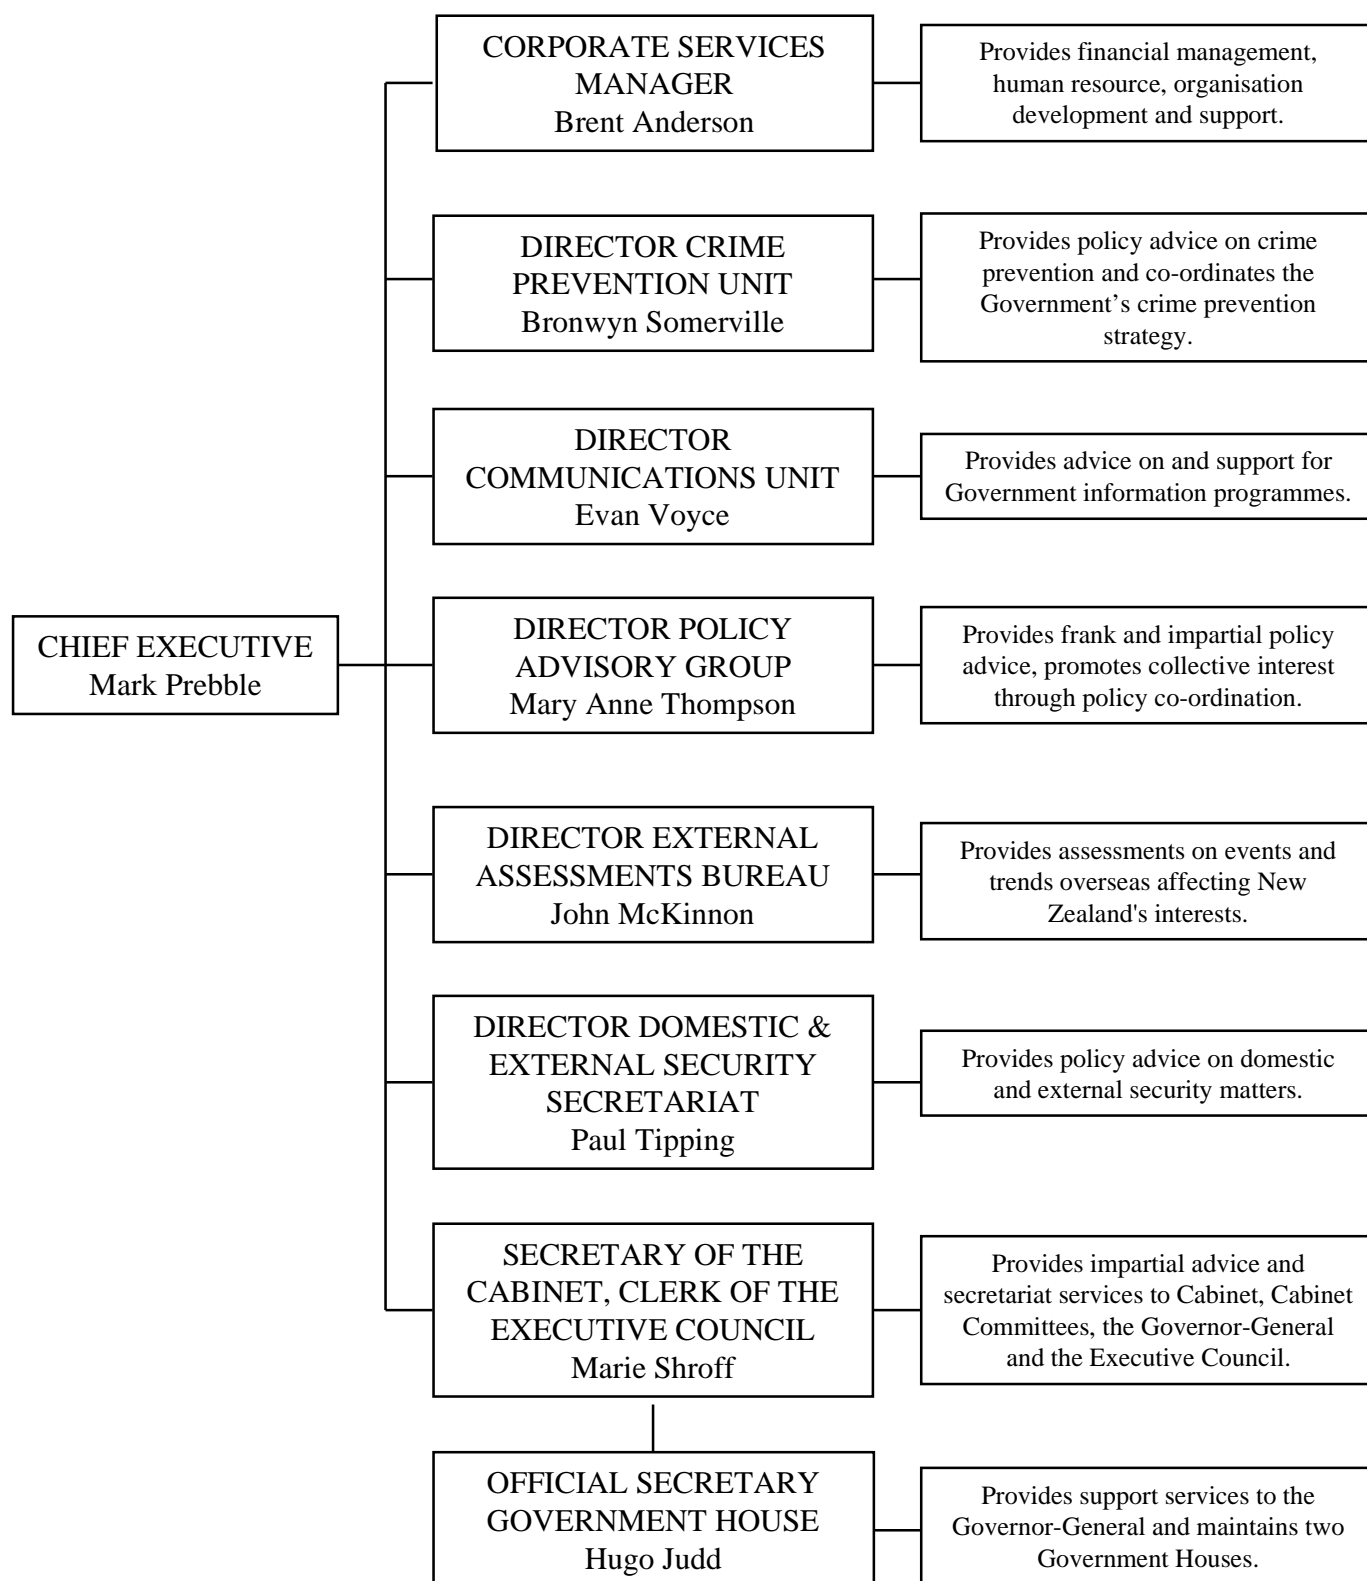 CORPORATE SERVICES
MANAGER
Brent Anderson
Provides financial management,
human resource, organisation
development and support.
DIRECTOR CRIME
PREVENTION UNIT
Bronwyn Somerville
Provides policy advice on crime
prevention and co-ordinates the
Government’s crime prevention
strategy.
DIRECTOR
COMMUNICATIONS UNIT
Evan Voyce
Provides advice on and support for
Government information programmes.
CHIEF EXECUTIVE
Mark Prebble
DIRECTOR POLICY
ADVISORY GROUP
Mary Anne Thompson
Provides frank and impartial policy
advice, promotes collective interest
through policy co-ordination.
DIRECTOR EXTERNAL
ASSESSMENTS BUREAU
John McKinnon
Provides assessments on events and
trends overseas affecting New
Zealand's interests.
DIRECTOR DOMESTIC &
EXTERNAL SECURITY
SECRETARIAT
Paul Tipping
Provides policy advice on domestic
and external security matters.
SECRETARY OF THE
CABINET, CLERK OF THE
EXECUTIVE COUNCIL
Marie Shroff
Provides impartial advice and
secretariat services to Cabinet, Cabinet
Committees, the Governor-General
and the Executive Council.
OFFICIAL SECRETARY
GOVERNMENT HOUSE
Hugo Judd
Provides support services to the
Governor-General and maintains two
Government Houses.